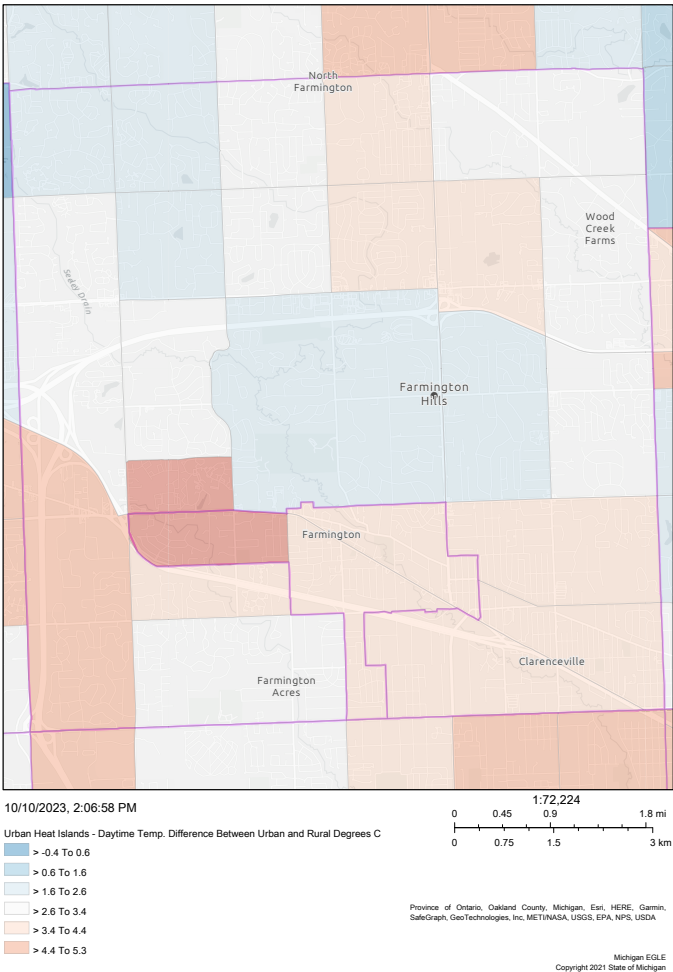 North
Farmington
Wood
Creek
Farms
Seeley Drain
Farmington
Hills
Farmington
Clarenceville
Farmington
Acres
10/10/2023, 2:06:58 PM
1:72,224
0 0.45 0.9 1.8 mi
0 0.75 1.5 3 km
Urban Heat Islands - Daytime Temp. Difference Between Urban and Rural Degrees C
> -0.4 To 0.6
> 0.6 To 1.6
> 1.6 To 2.6
> 2.6 To 3.4
> 3.4 To 4.4
> 4.4 To 5.3
Province of Ontario, Oakland County, Michigan, Esri, HERE, Garmin,
SafeGraph, GeoTechnologies, Inc, METI/NASA, USGS, EPA, NPS, USDA
Michigan EGLE
Copyright 2021 State of Michigan